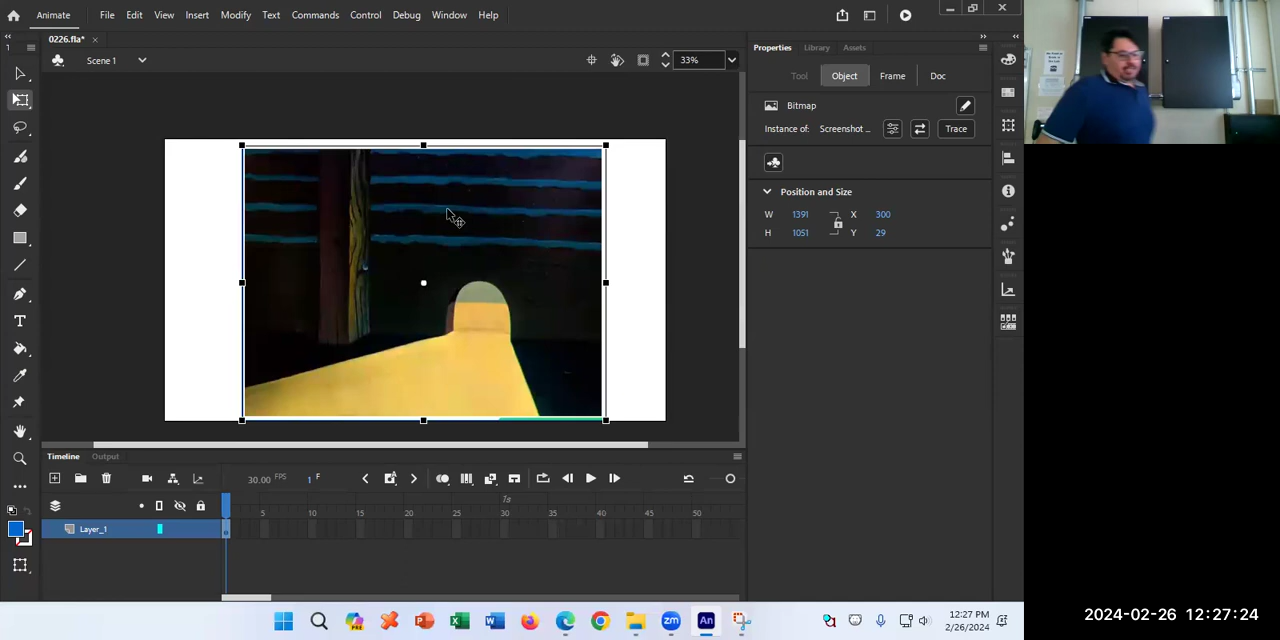 Animate
File Edit View Insert Modify Text Commands Control Debug Window Help
0226.fla*
Scene 1
33%
Properties Library Assets
Tool Object Frame Doc
Bitmap
Instance of: Screenshot ... Trace
Position and Size
W 1391 X 300
H 1051 Y 29
Timeline Output
30.00 FPS 1 F
1s
5 10 15 20 25 30 35 40 45 50
Layer_1
12:27 PM
2/26/2024
2024-02-26 12:27:24